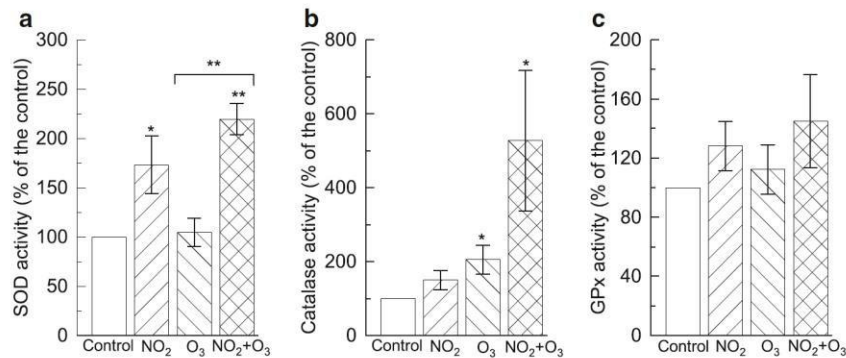 a
SOD activity (% of the control)
300
250
200
150
100
50
0
*
**
**
Control NO₂ O₃ NO₂+O₃
b
Catalase activity (% of the control)
800
600
400
200
0
*
*
Control NO₂ O₃ NO₂+O₃
c
GPx activity (% of the control)
200
160
120
80
40
0
Control NO₂ O₃ NO₂+O₃